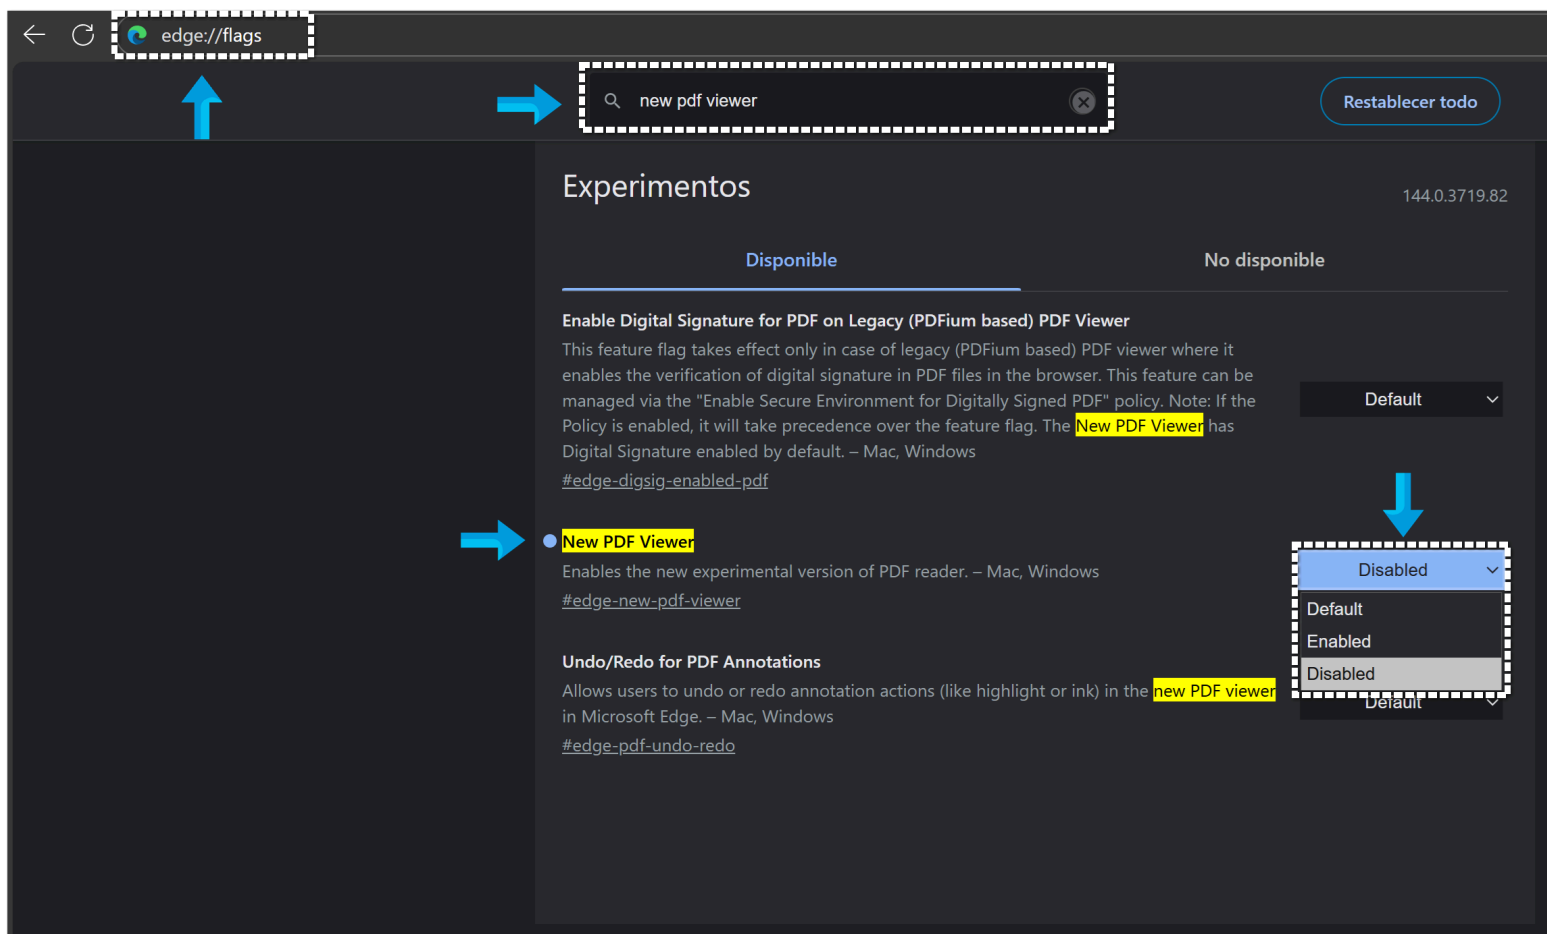 edge://flags
new pdf viewer
Restablecer todo
Experimentos
144.0.3719.82
Disponible
No disponible
Enable Digital Signature for PDF on Legacy (PDFium based) PDF Viewer
This feature flag takes effect only in case of legacy (PDFium based) PDF viewer where it
enables the verification of digital signature in PDF files in the browser. This feature can be
managed via the "Enable Secure Environment for Digitally Signed PDF" policy. Note: If the
Policy is enabled, it will take precedence over the feature flag. The New PDF Viewer has
Digital Signature enabled by default. – Mac, Windows
#edge-digsig-enabled-pdf
Default
New PDF Viewer
Enables the new experimental version of PDF reader. – Mac, Windows
#edge-new-pdf-viewer
Disabled
Default
Enabled
Disabled
Undo/Redo for PDF Annotations
Allows users to undo or redo annotation actions (like highlight or ink) in the new PDF viewer
in Microsoft Edge. – Mac, Windows
#edge-pdf-undo-redo
Default